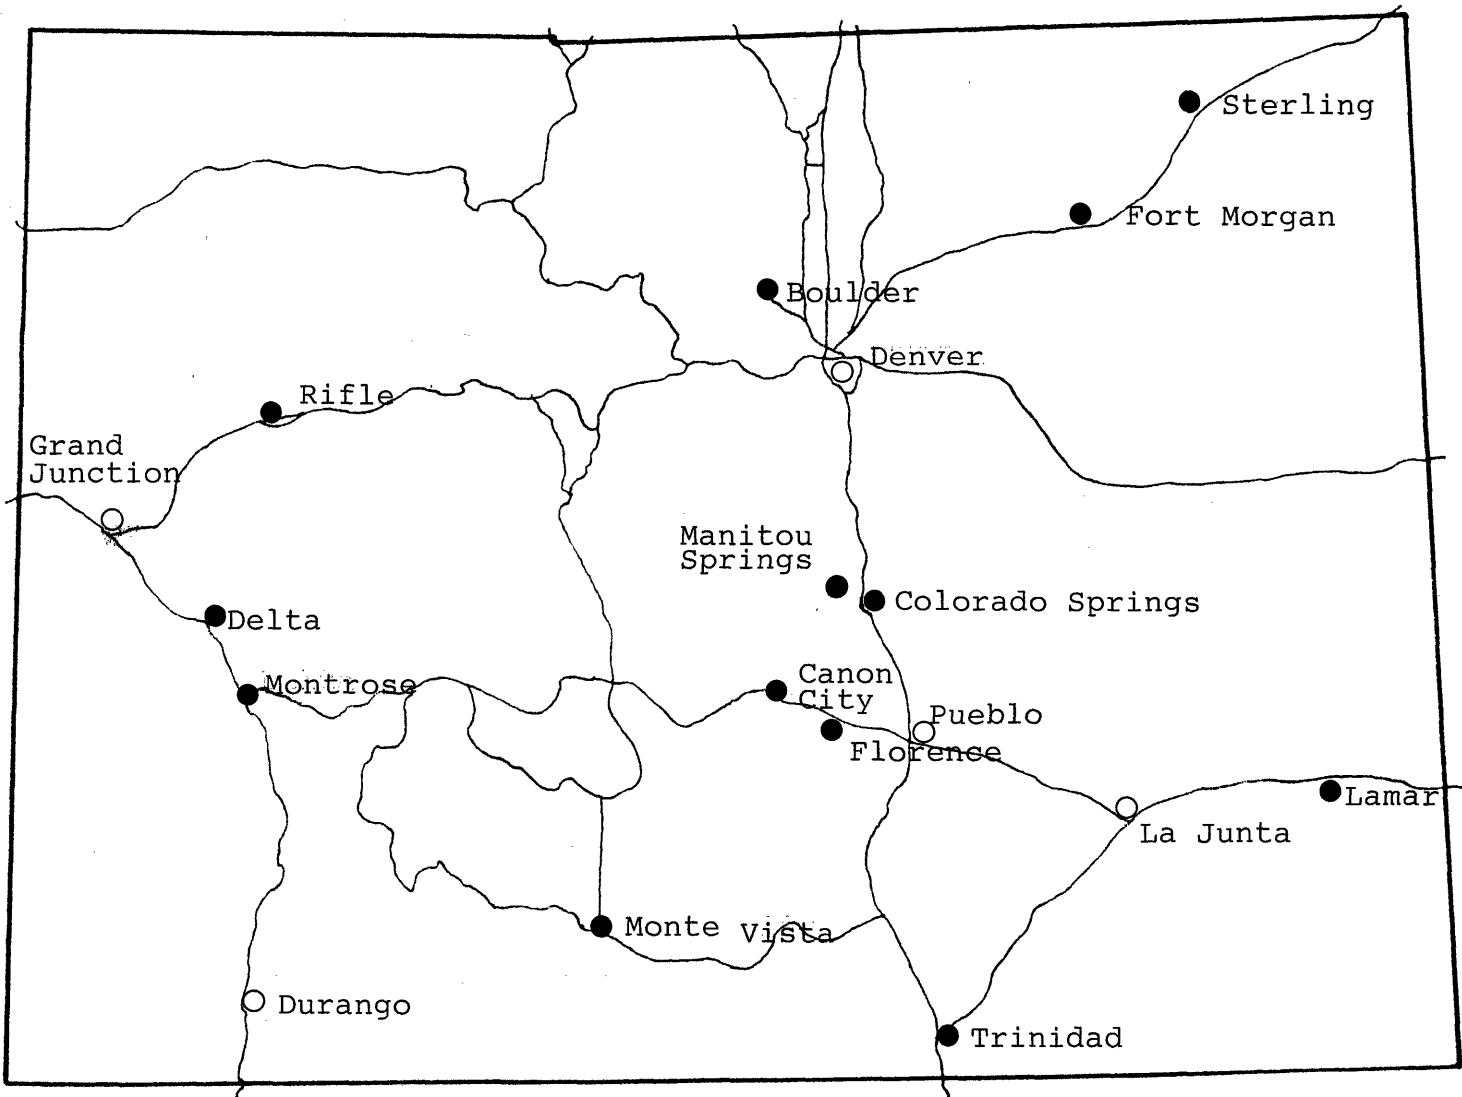 Sterling
Fort Morgan
Boulder
Denver
Rifle
Grand
Junction
Manitou
Springs
Colorado Springs
Delta
Montrose
Canon
City
Pueblo
Florence
Lamar
La Junta
Monte Vista
Durango
Trinidad